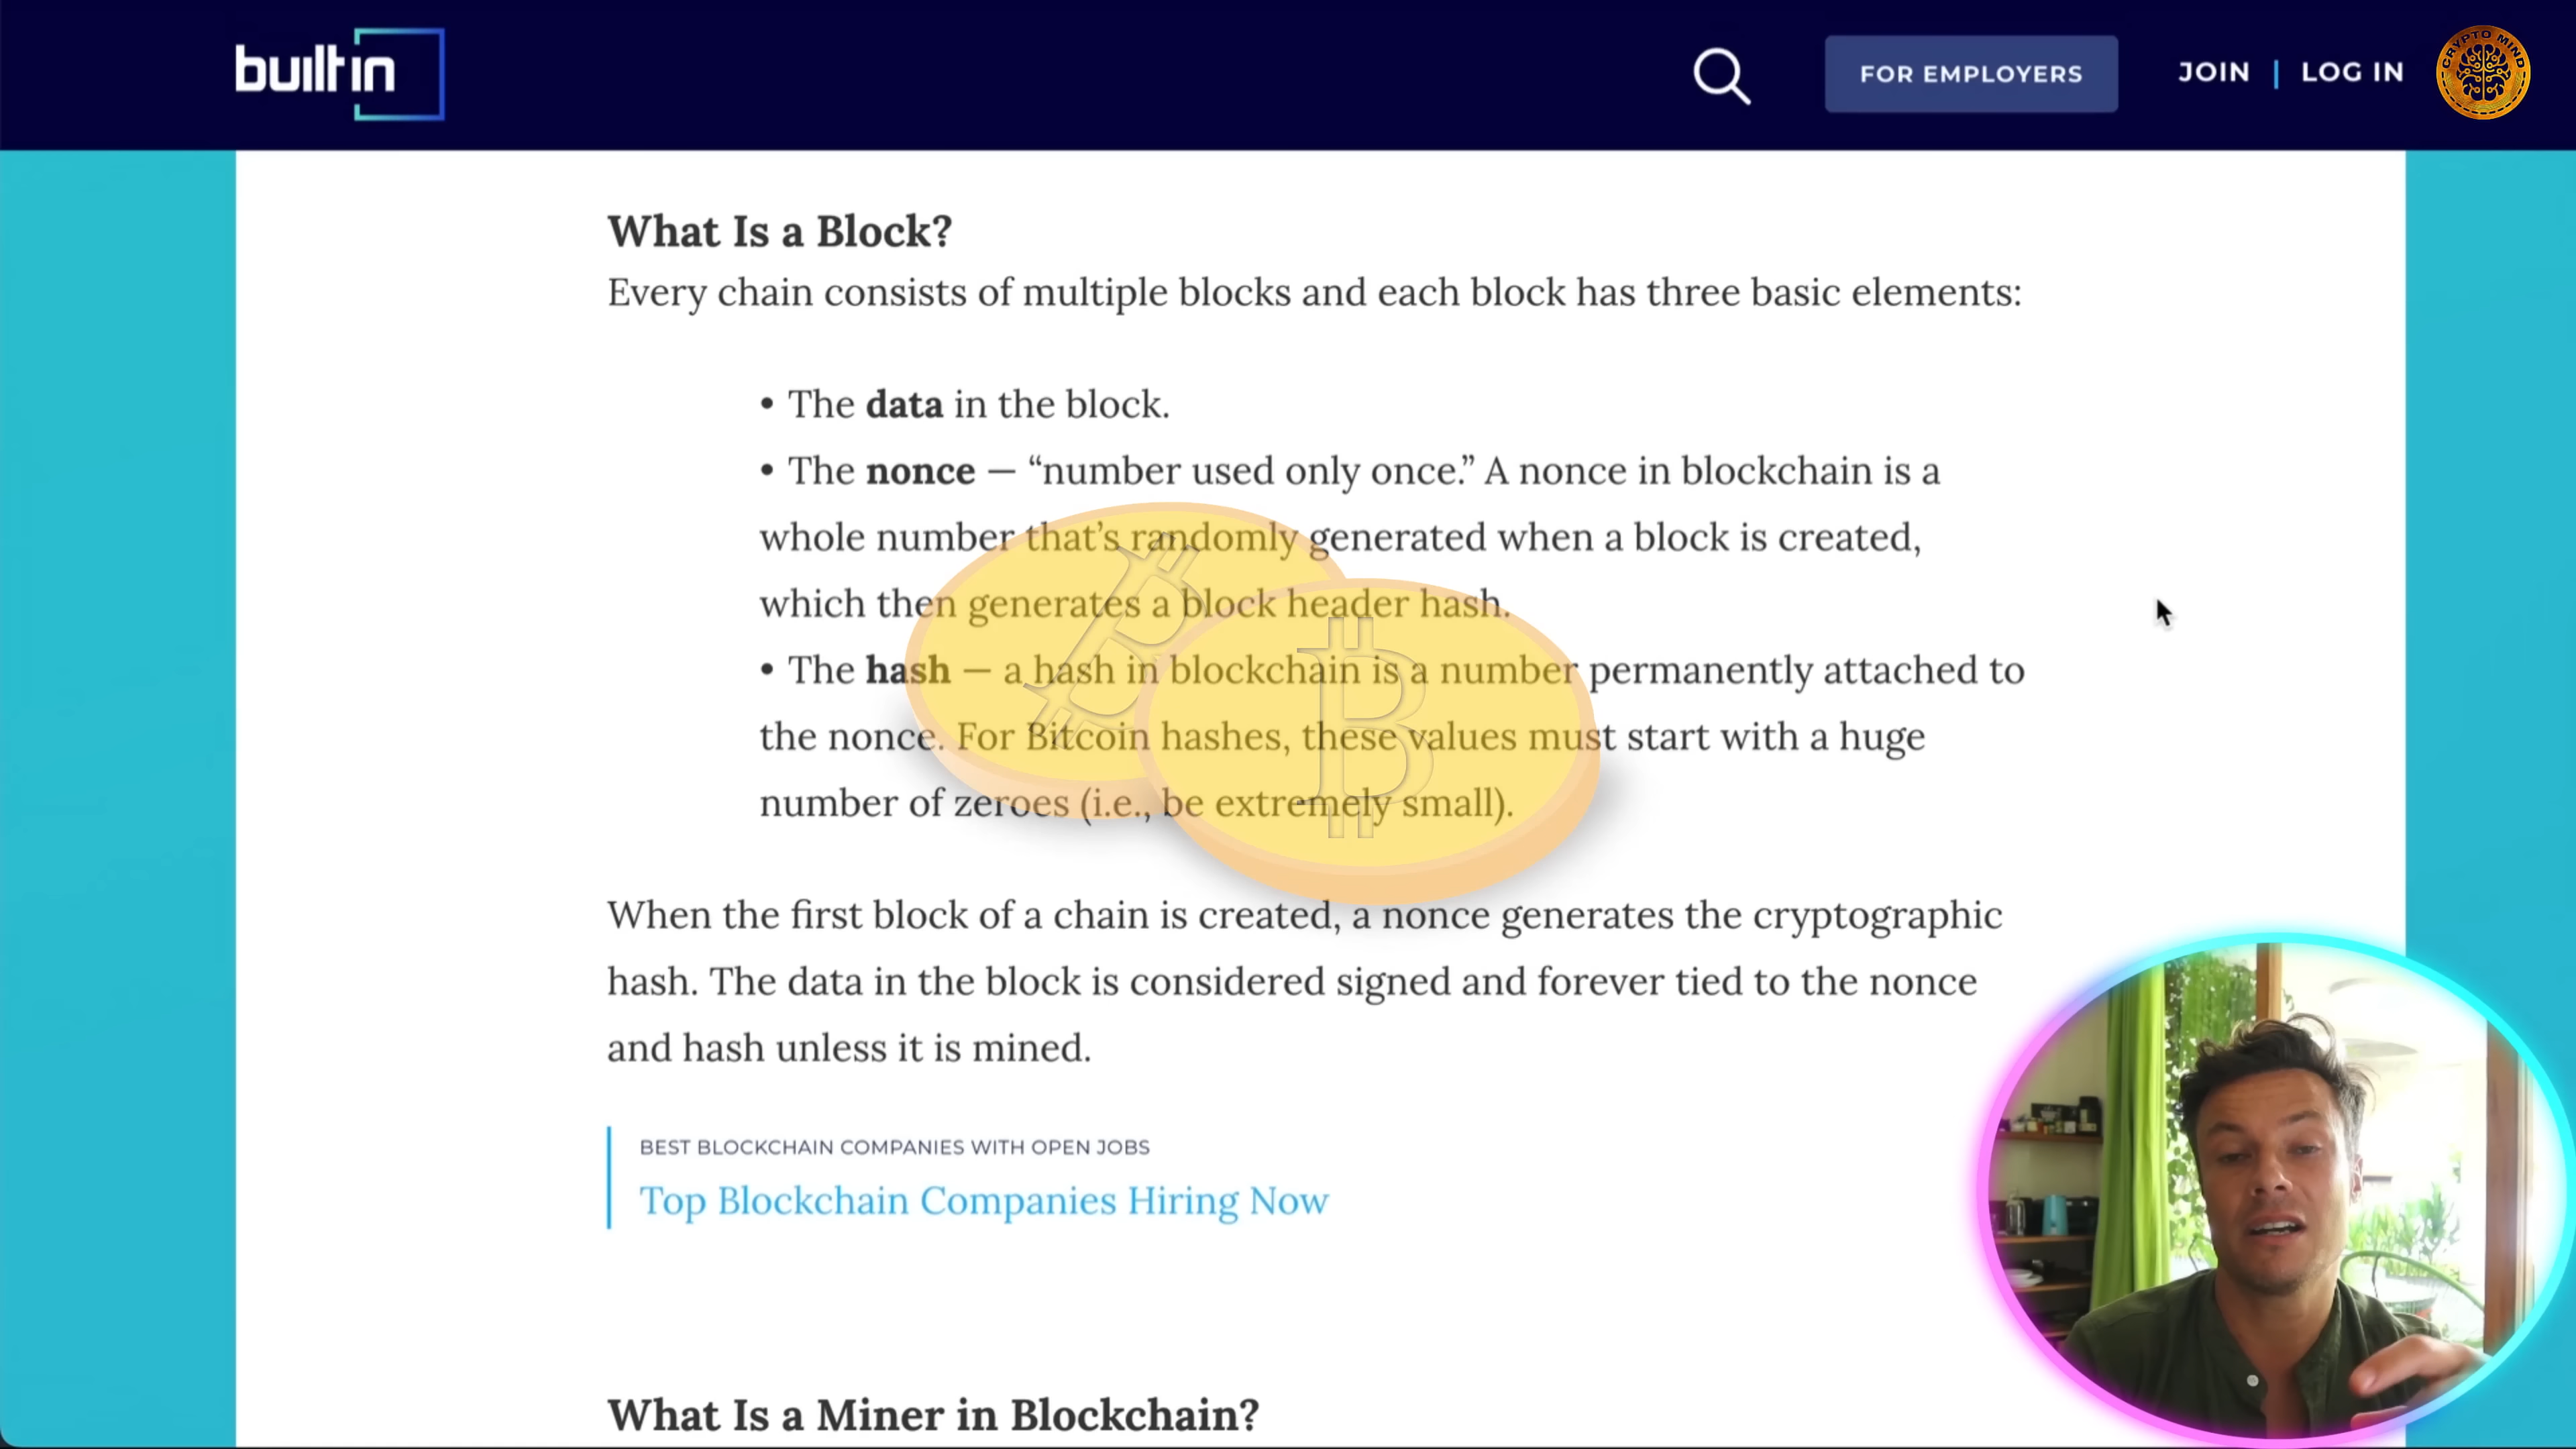 builtin
FOR EMPLOYERS
JOIN | LOG IN
CRYPTO MIND
What Is a Block?
Every chain consists of multiple blocks and each block has three basic elements:
• The data in the block.
• The nonce — “number used only once.” A nonce in blockchain is a
whole number that’s randomly generated when a block is created,
which then generates a block header hash.
• The hash — a hash in blockchain is a number permanently attached to
the nonce. For Bitcoin hashes, these values must start with a huge
number of zeroes (i.e., be extremely small).
When the first block of a chain is created, a nonce generates the cryptographic
hash. The data in the block is considered signed and forever tied to the nonce
and hash unless it is mined.
BEST BLOCKCHAIN COMPANIES WITH OPEN JOBS
Top Blockchain Companies Hiring Now
What Is a Miner in Blockchain?